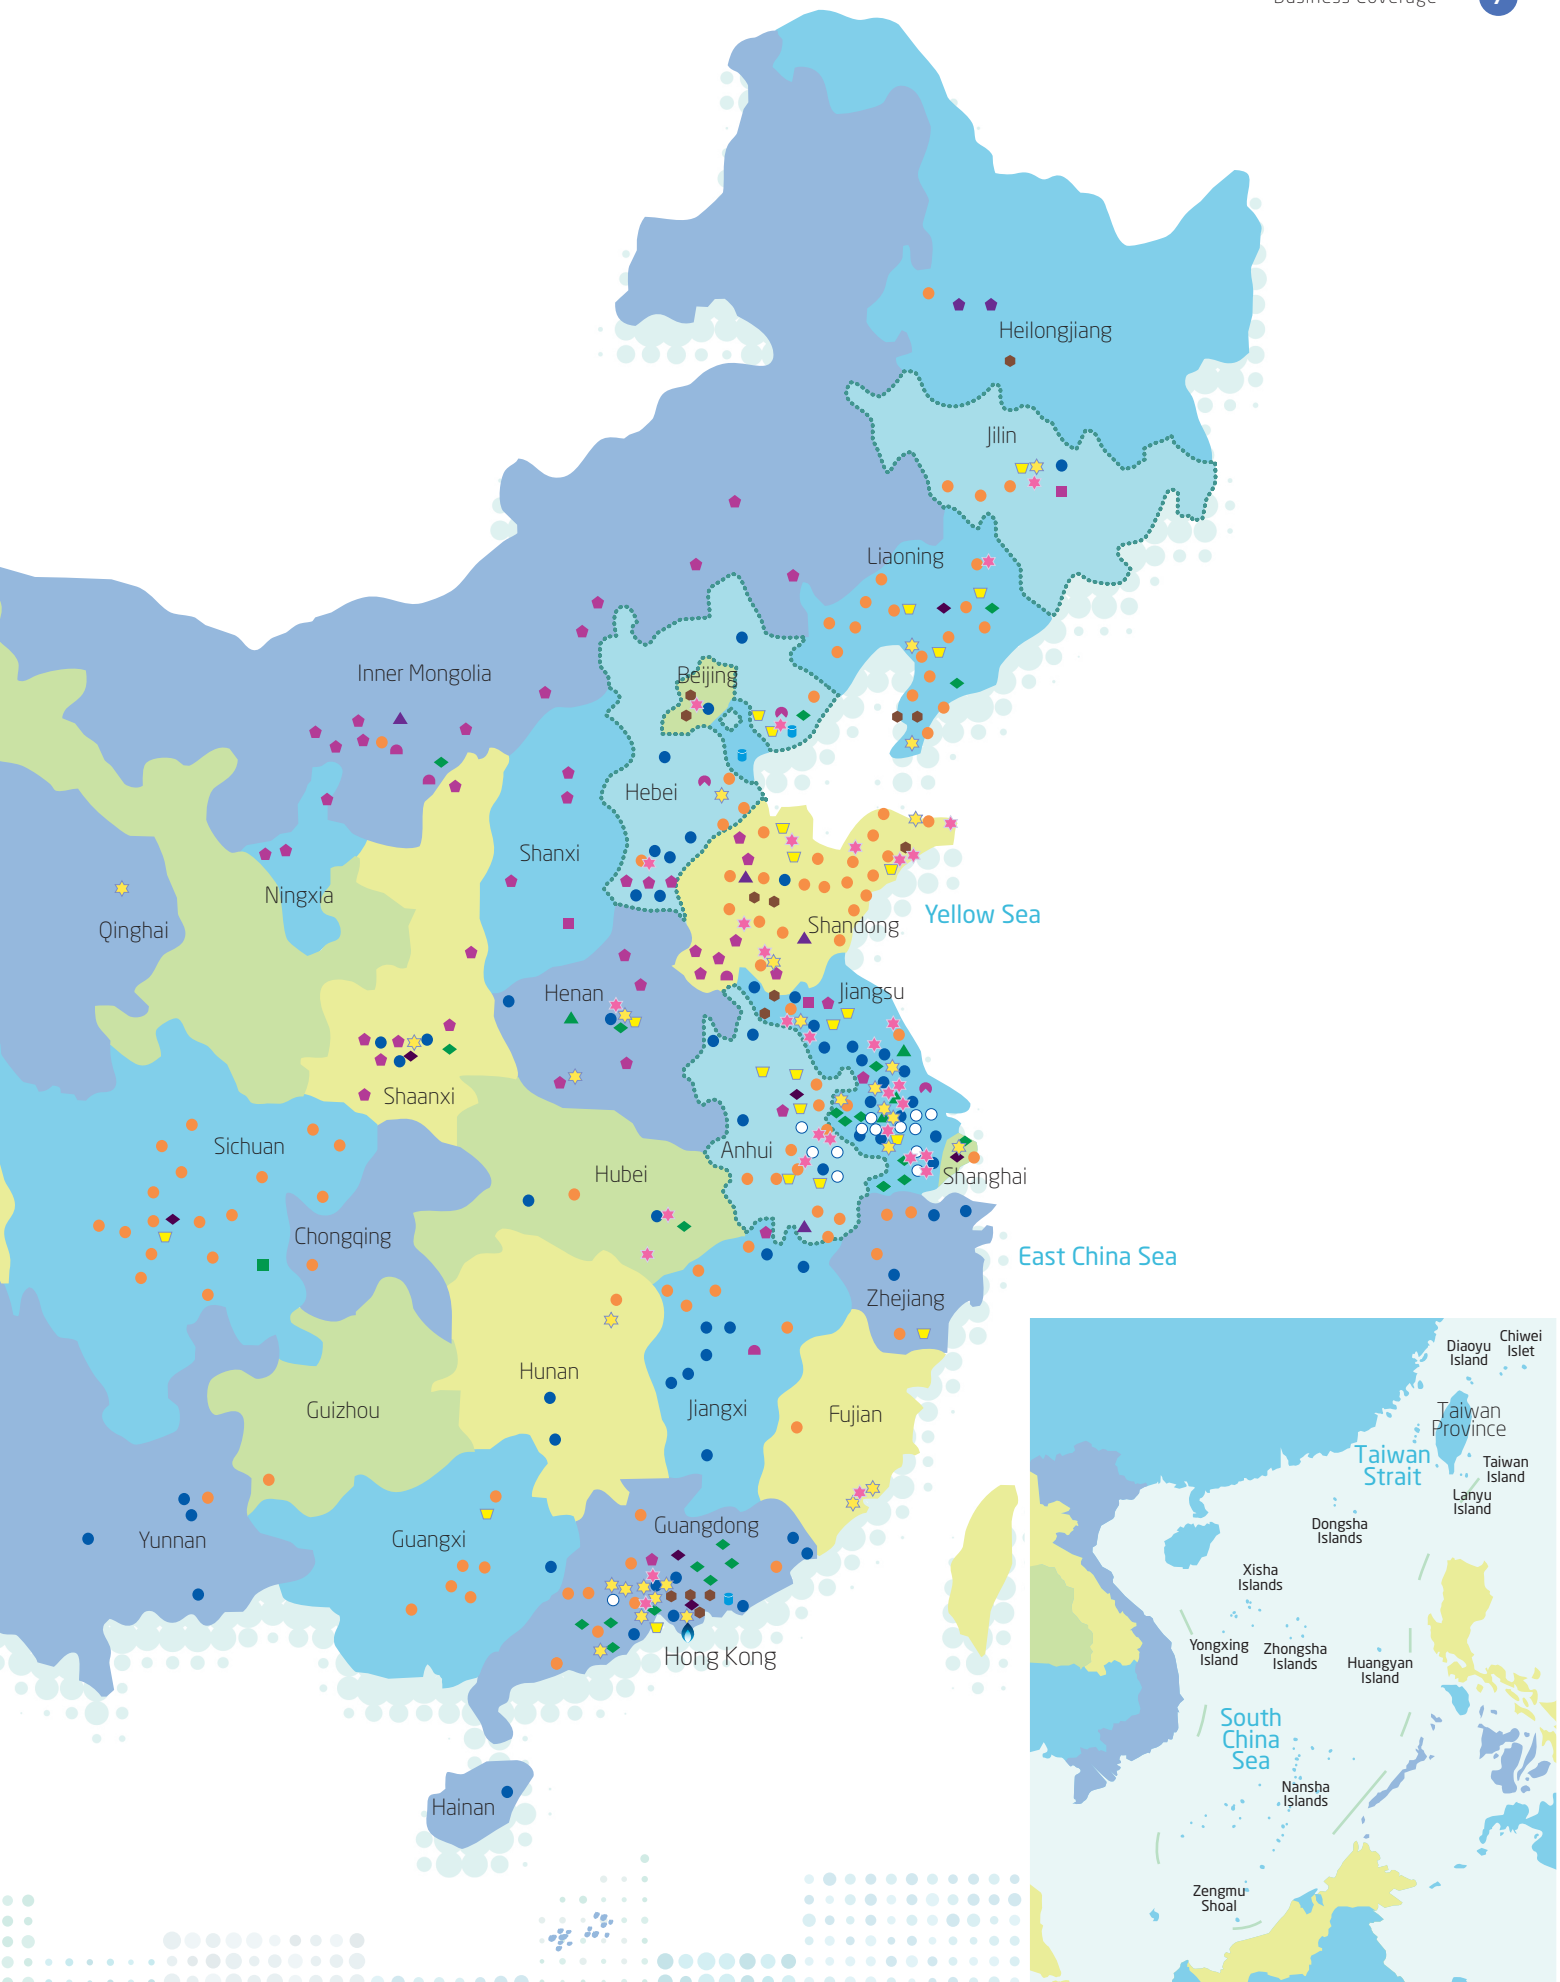 Business Coverage
Heilongjiang
Jilin
Liaoning
Inner Mongolia
Beijing
Hebei
Shanxi
Ningxia
Qinghai
Shandong
Yellow Sea
Henan
Jiangsu
Shaanxi
Sichuan
Anhui
Hubei
Shanghai
Chongqing
East China Sea
Zhejiang
Hunan
Guizhou
Jiangxi
Fujian
Yunnan
Guangxi
Guangdong
Hong Kong
Hainan
Chiwei
Islet
Diaoyu
Island
Taiwan
Province
Taiwan
Strait
Taiwan
Island
Lanyu
Island
Dongsha
Islands
Xisha
Islands
Yongxing
Island
Zhongsha
Islands
Huangyan
Island
South
China
Sea
Nansha
Islands
Zengmu
Shoal